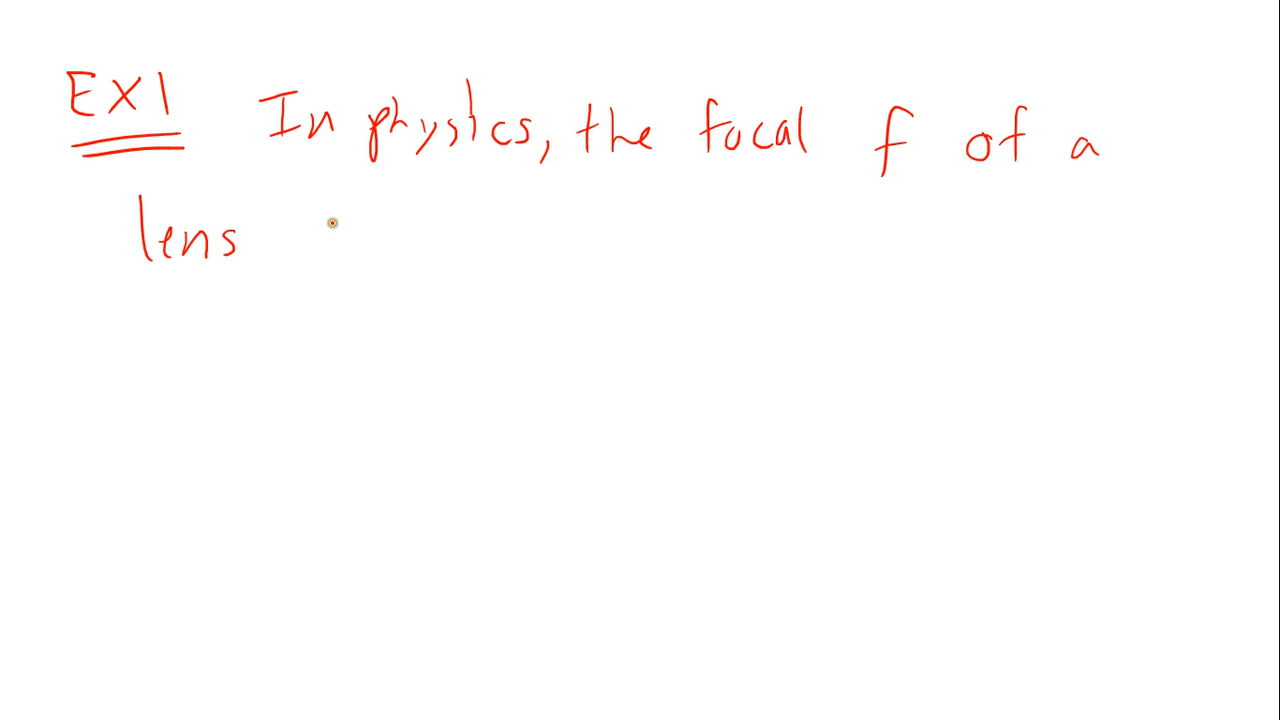 EX1 In physics, the focal f of a
lens